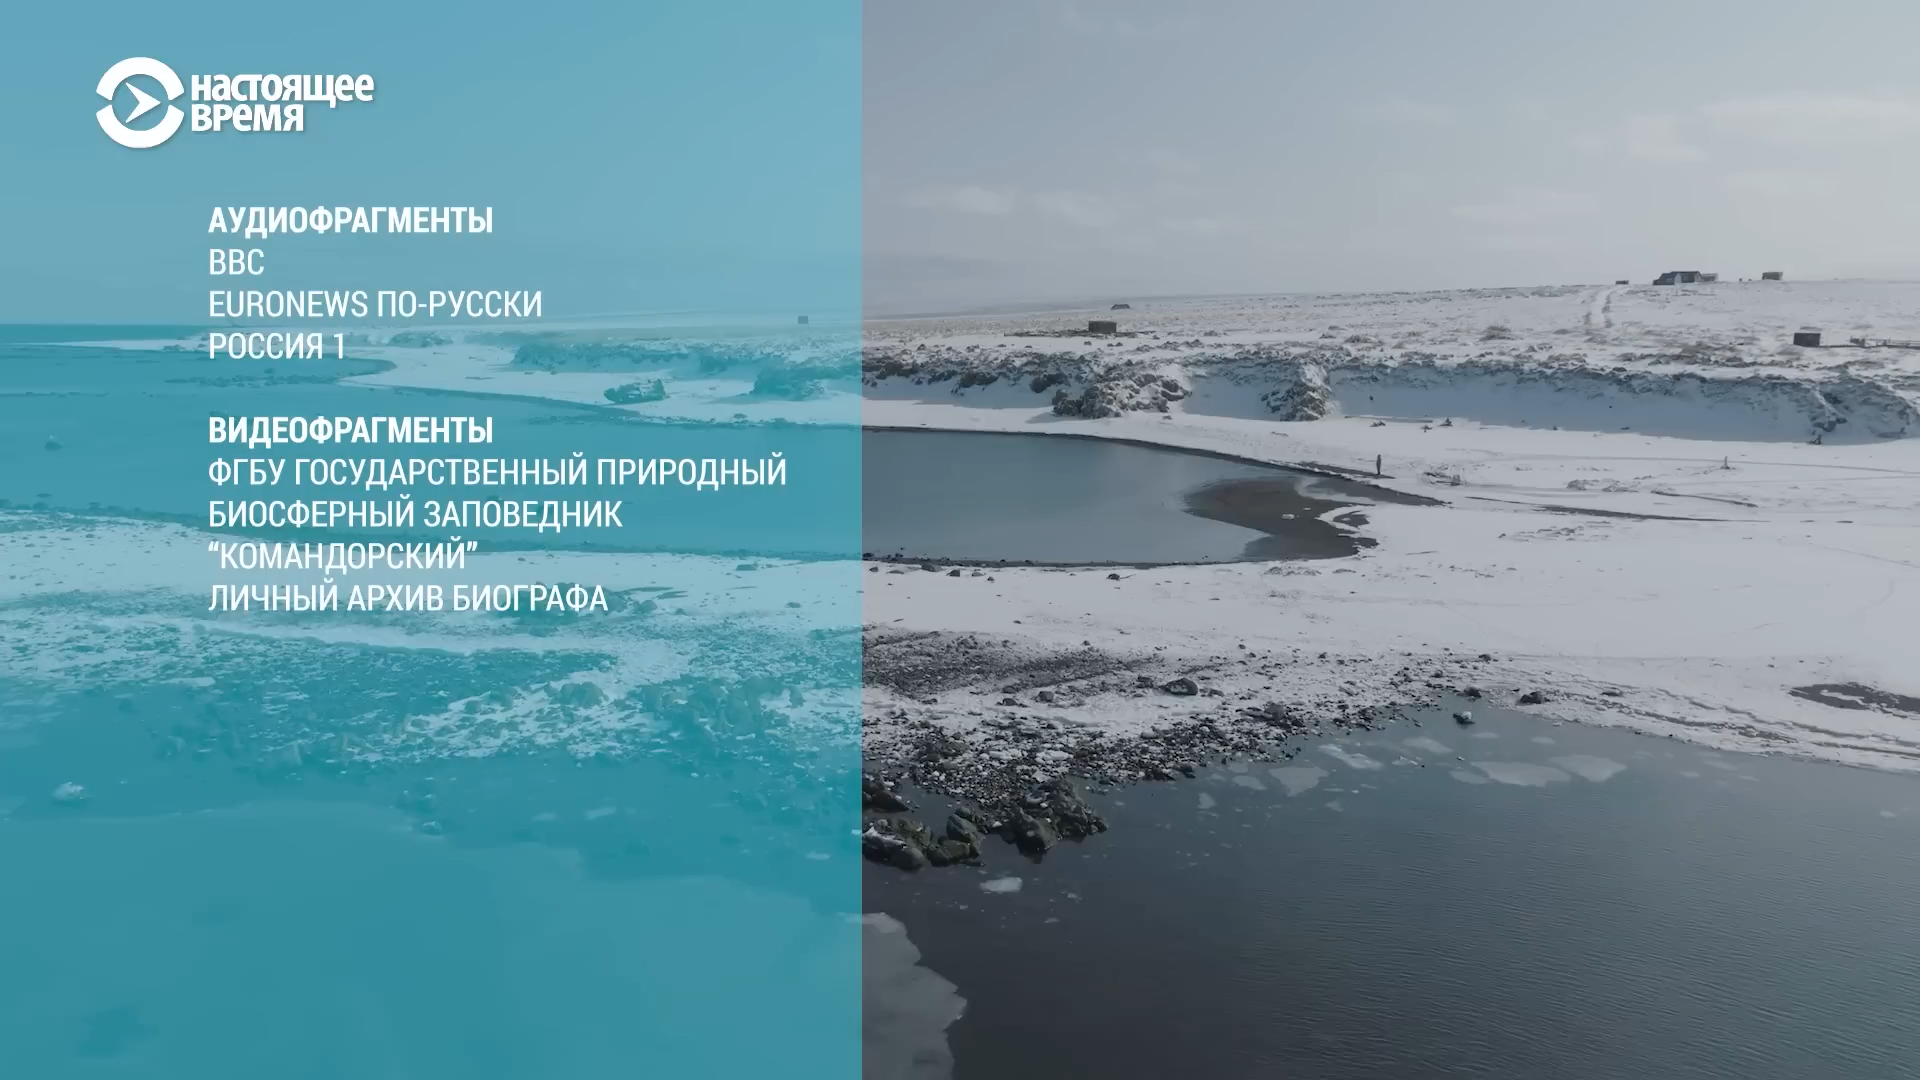 настоящее
время
АУДИОФРАГМЕНТЫ
BBC
EURONEWS ПО-РУССКИ
РОССИЯ 1
ВИДЕОФРАГМЕНТЫ
ФГБУ ГОСУДАРСТВЕННЫЙ ПРИРОДНЫЙ
БИОСФЕРНЫЙ ЗАПОВЕДНИК
“КОМАНДОРСКИЙ”
ЛИЧНЫЙ АРХИВ БИОГРАФА